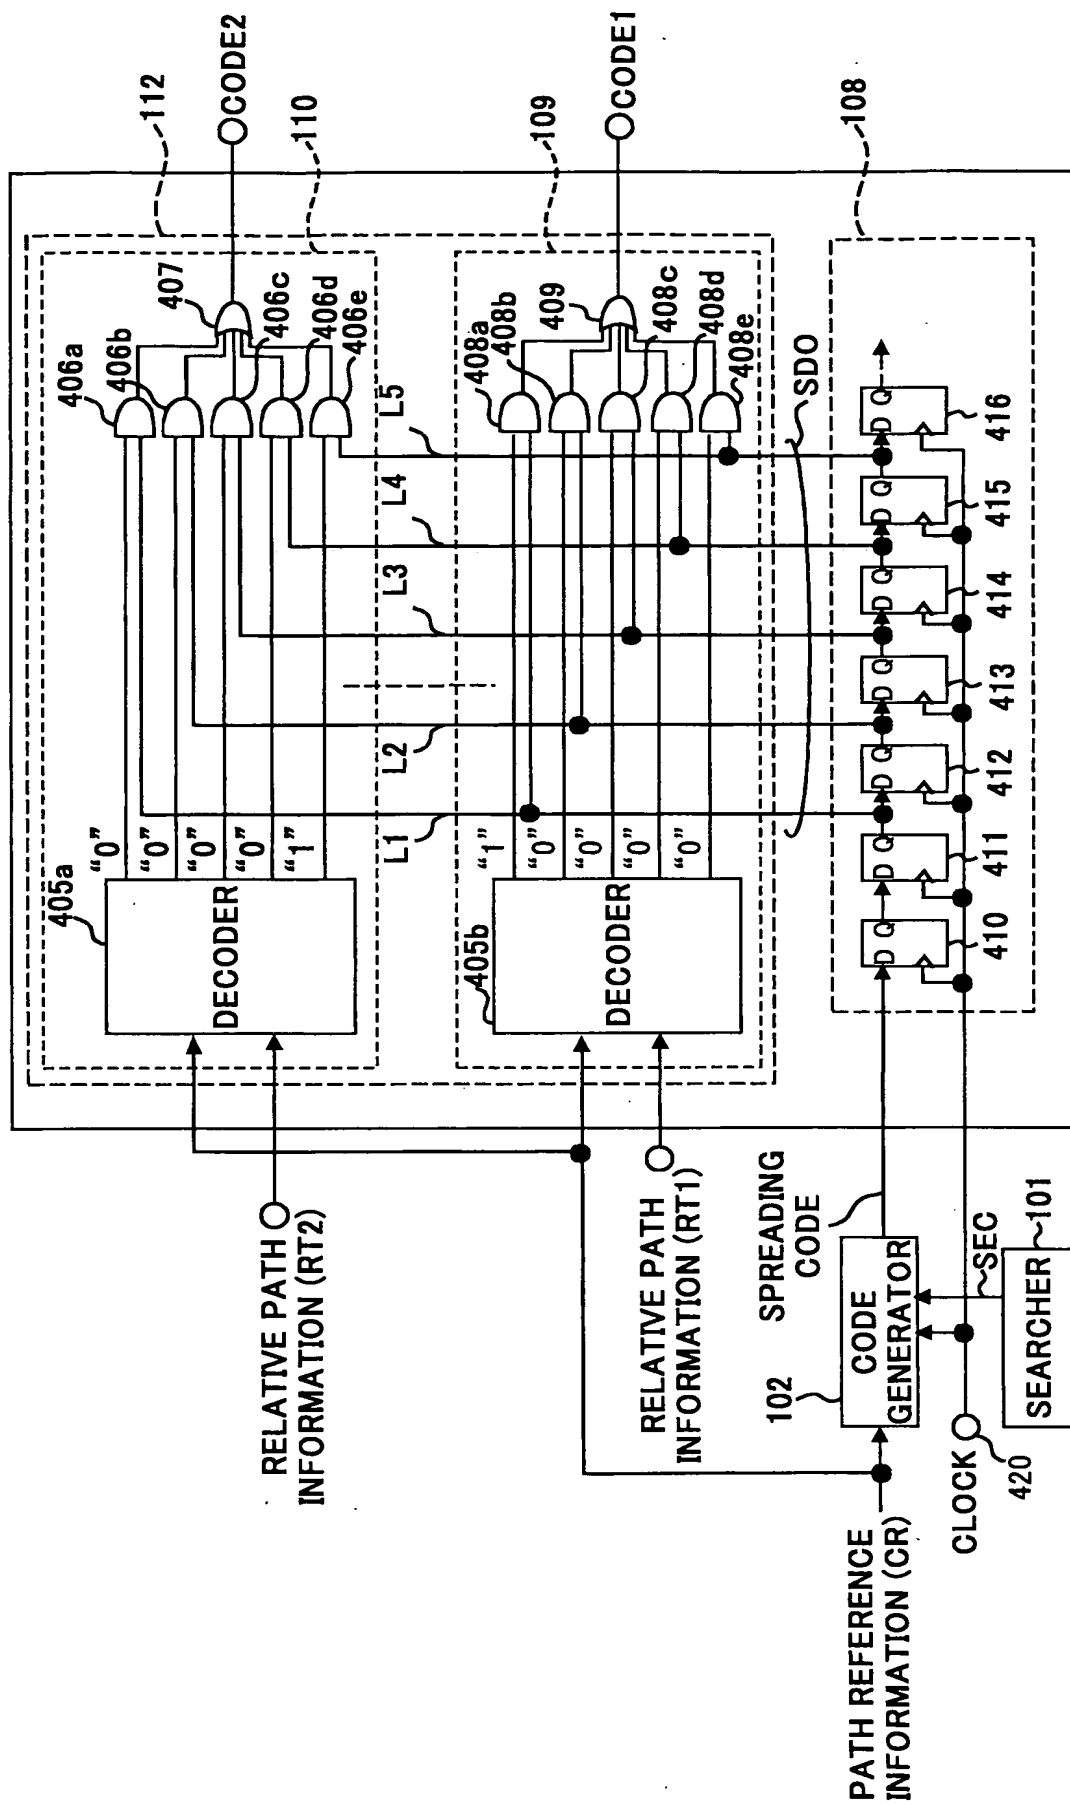 112
CODE2
110
407
406a
406b
406c
406d
406e
405a
DECODER
"0"
"0"
"0"
"0"
"1"
RELATIVE PATH
INFORMATION (RT2)
L1
L2
L3
L4
L5
109
CODE1
408a
408b
409
408c
408d
408e
405b
DECODER
"1"
"0"
"0"
"0"
"0"
RELATIVE PATH
INFORMATION (RT1)
SDO
108
SPREADING
CODE
D Q
D Q
D Q
D Q
D Q
D Q
D Q
410
411
412
413
414
415
416
102
CODE
GENERATOR
PATH REFERENCE
INFORMATION (CR)
CLOCK
420
SEC
SEARCHER
101